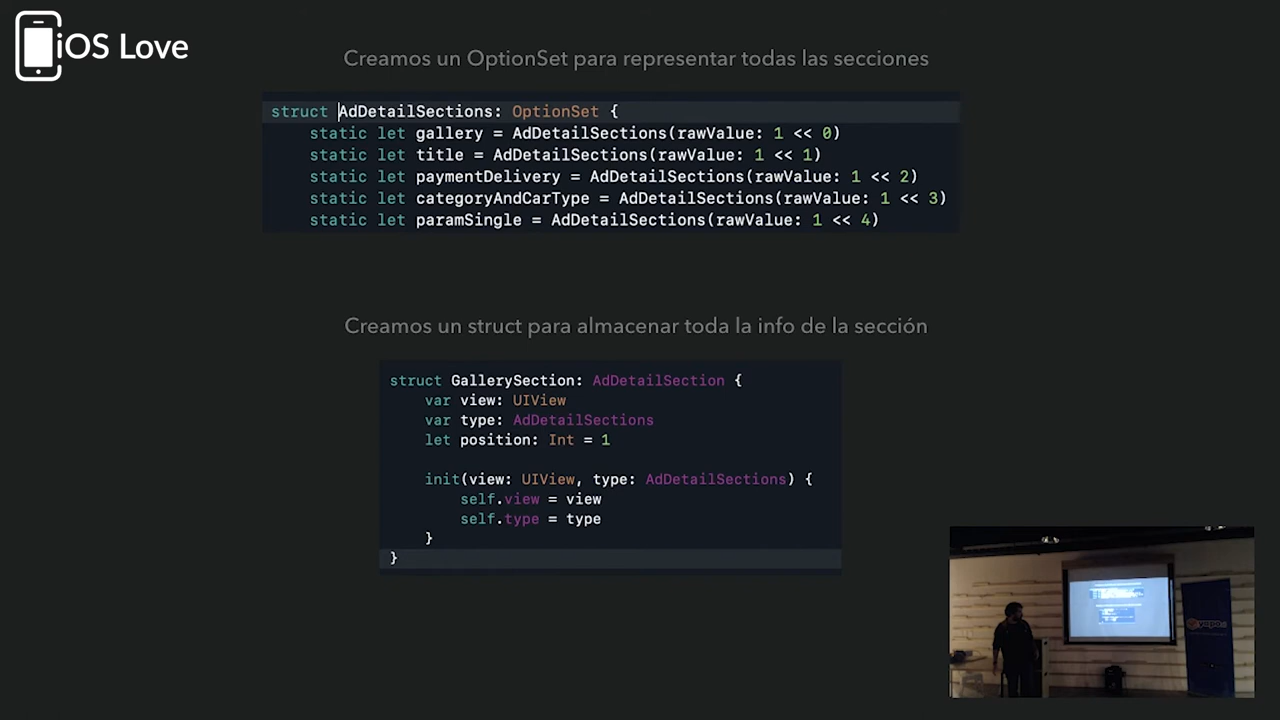 iOS Love
Creamos un OptionSet para representar todas las secciones
struct AdDetailSections: OptionSet {
static let gallery = AdDetailSections(rawValue: 1 << 0)
static let title = AdDetailSections(rawValue: 1 << 1)
static let paymentDelivery = AdDetailSections(rawValue: 1 << 2)
static let categoryAndCarType = AdDetailSections(rawValue: 1 << 3)
static let paramSingle = AdDetailSections(rawValue: 1 << 4)
Creamos un struct para almacenar toda la info de la sección
struct GallerySection: AdDetailSection {
var view: UIView
var type: AdDetailSections
let position: Int = 1
init(view: UIView, type: AdDetailSections) {
self.view = view
self.type = type
}
}